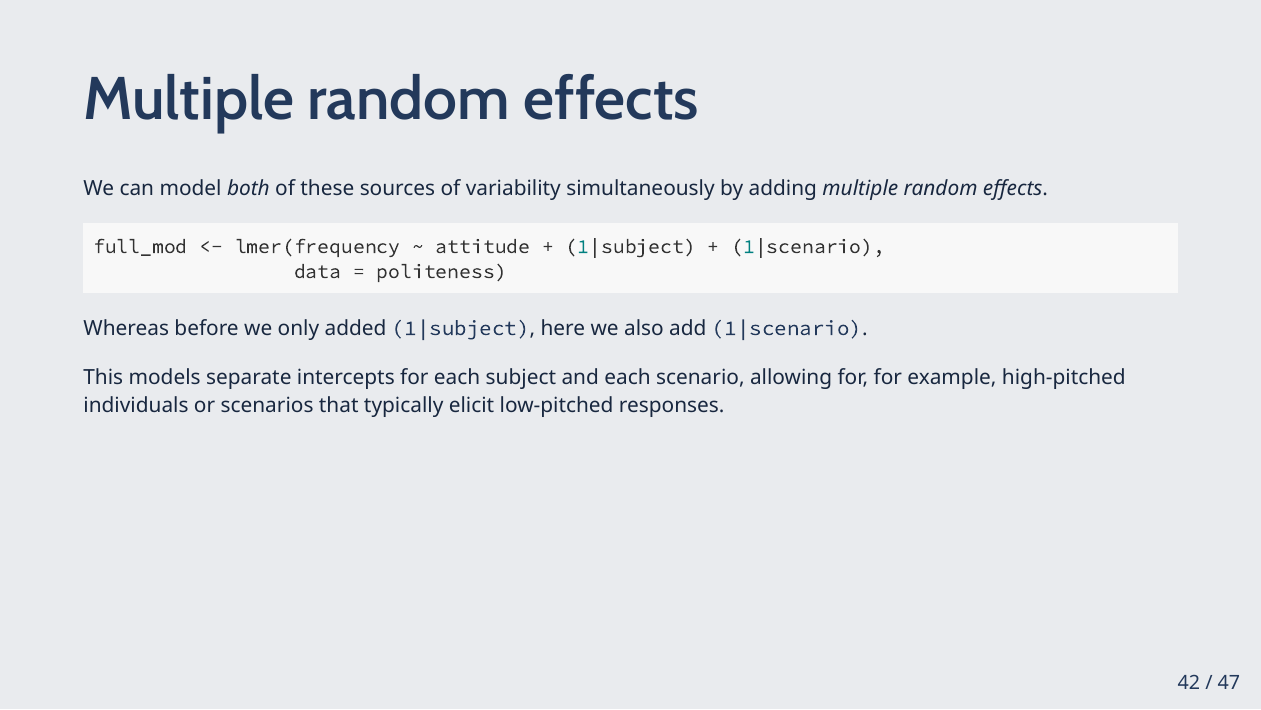 Multiple random effects
We can model both of these sources of variability simultaneously by adding multiple random effects.
full_mod <- lmer(frequency ~ attitude + (1|subject) + (1|scenario),
                 data = politeness)
Whereas before we only added (1|subject), here we also add (1|scenario).
This models separate intercepts for each subject and each scenario, allowing for, for example, high-pitched
individuals or scenarios that typically elicit low-pitched responses.
42 / 47